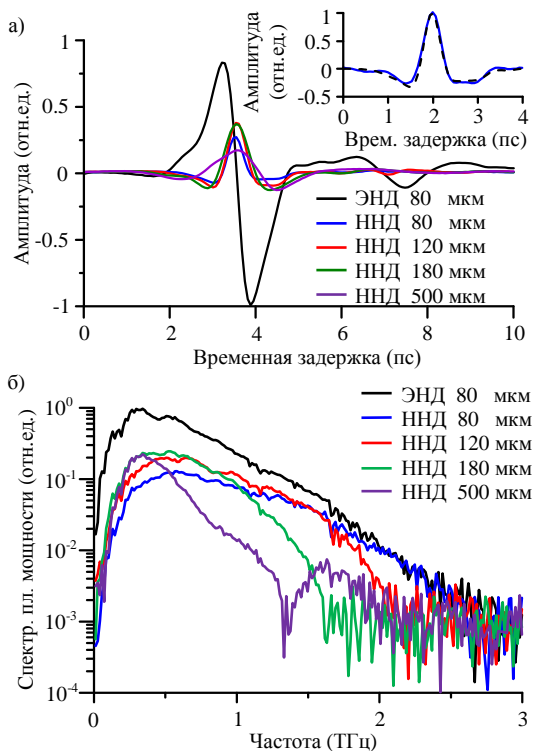 а)
Амплитуда (отн.ед.)
1
0.5
0
-0.5
-1
0 2 4 6 8 10
Временная задержка (пс)
Амплитуда
(отн.ед.)
1
0.5
0
-0.5
0 1 2 3 4
Врем. задержка (пс)
ЭНД 80 мкм
ННД 80 мкм
ННД 120 мкм
ННД 180 мкм
ННД 500 мкм
б)
Спектр. пл. мощности (отн.ед.)
10⁰
10⁻¹
10⁻²
10⁻³
10⁻⁴
0 1 2 3
Частота (ТГц)
ЭНД 80 мкм
ННД 80 мкм
ННД 120 мкм
ННД 180 мкм
ННД 500 мкм